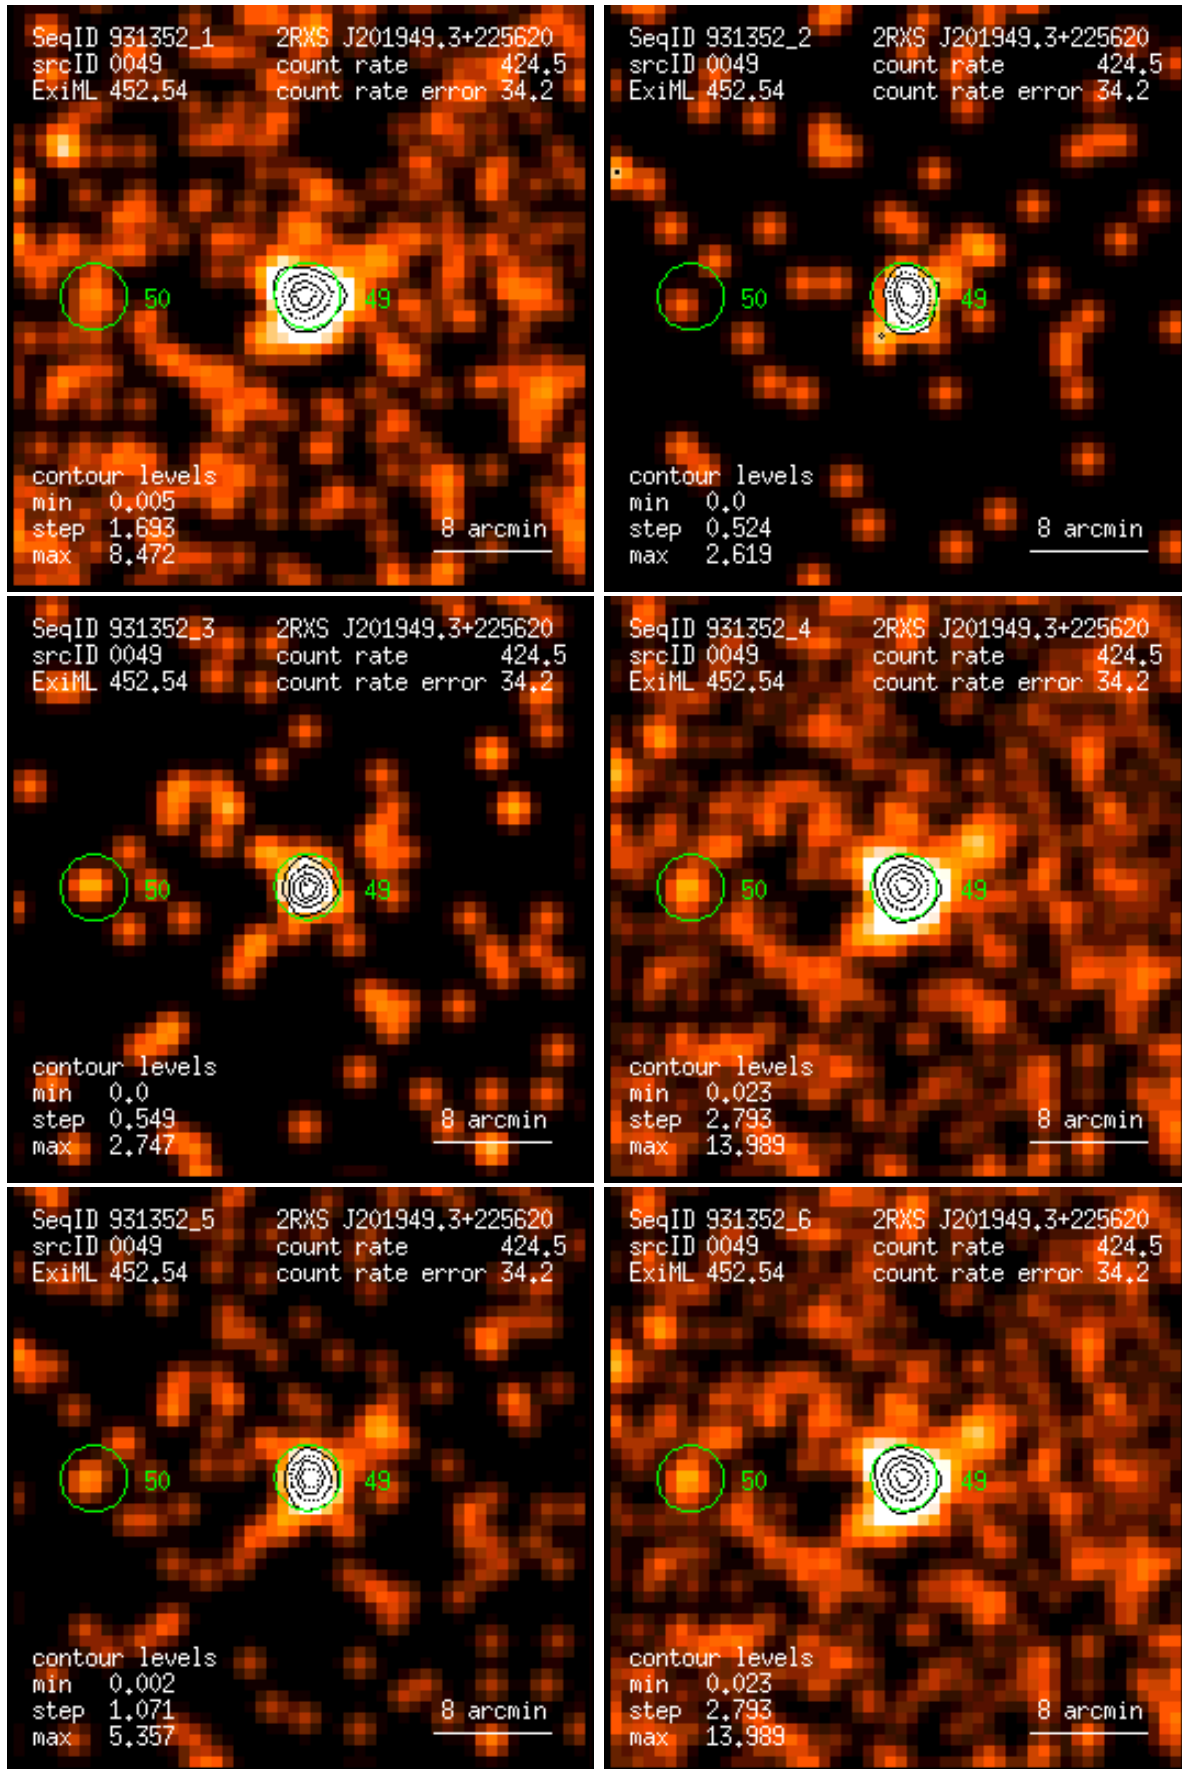 SeqID 931352_1 2RXS J201949.3+225620
srcID 0049 count rate 424.5
ExiML 452.54 count rate error 34.2
50 49
contour levels
min 0.005
step 1.693 8 arcmin
max 8.472
SeqID 931352_2 2RXS J201949.3+225620
srcID 0049 count rate 424.5
ExiML 452.54 count rate error 34.2
50 49
contour levels
min 0.0
step 0.524 8 arcmin
max 2.619
SeqID 931352_3 2RXS J201949.3+225620
srcID 0049 count rate 424.5
ExiML 452.54 count rate error 34.2
50 49
contour levels
min 0.0
step 0.549 8 arcmin
max 2.747
SeqID 931352_4 2RXS J201949.3+225620
srcID 0049 count rate 424.5
ExiML 452.54 count rate error 34.2
50 49
contour levels
min 0.023
step 2.793 8 arcmin
max 13.989
SeqID 931352_5 2RXS J201949.3+225620
srcID 0049 count rate 424.5
ExiML 452.54 count rate error 34.2
50 49
contour levels
min 0.002
step 1.071 8 arcmin
max 5.357
SeqID 931352_6 2RXS J201949.3+225620
srcID 0049 count rate 424.5
ExiML 452.54 count rate error 34.2
50 49
contour levels
min 0.023
step 2.793 8 arcmin
max 13.989